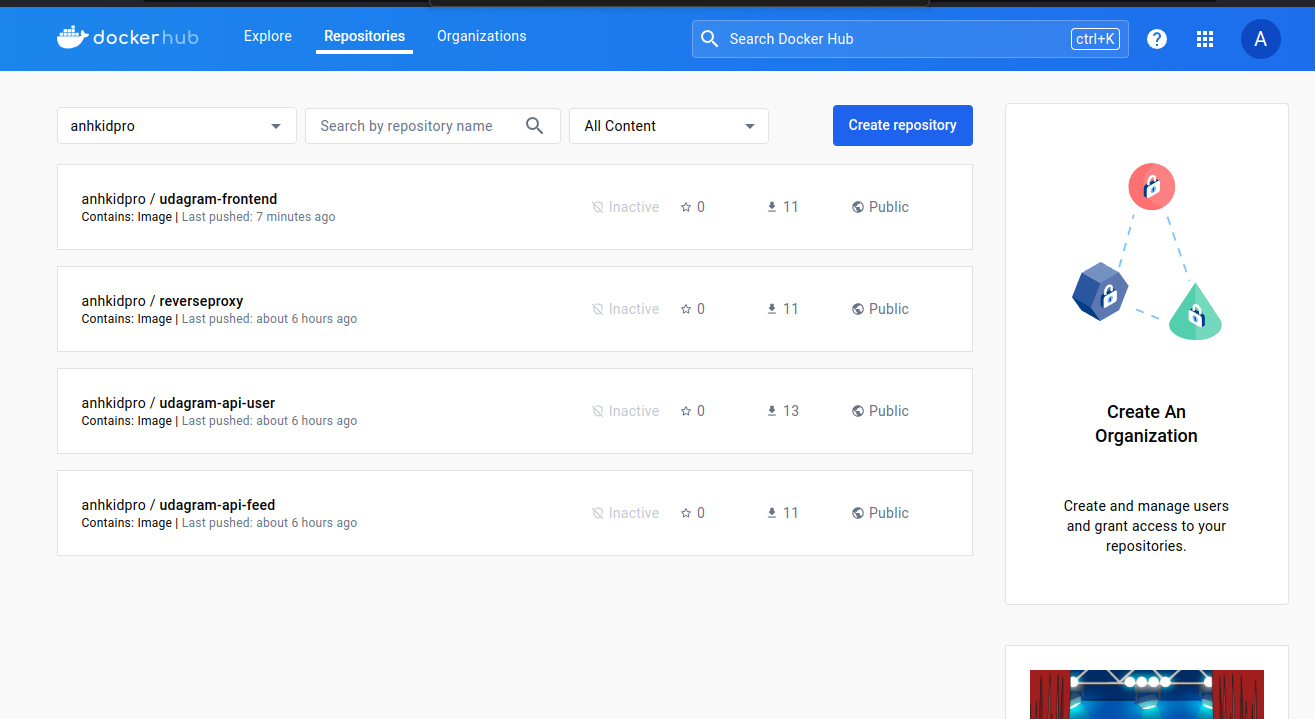 dockerhub Explore Repositories Organizations Search Docker Hub ctrl+K A
anhkidpro Search by repository name All Content Create repository
anhkidpro / udagram-frontend
Contains: Image | Last pushed: 7 minutes ago
Inactive 0 11 Public
anhkidpro / reverseproxy
Contains: Image | Last pushed: about 6 hours ago
Inactive 0 11 Public
anhkidpro / udagram-api-user
Contains: Image | Last pushed: about 6 hours ago
Inactive 0 13 Public
anhkidpro / udagram-api-feed
Contains: Image | Last pushed: about 6 hours ago
Inactive 0 11 Public
Create An
Organization
Create and manage users
and grant access to your
repositories.